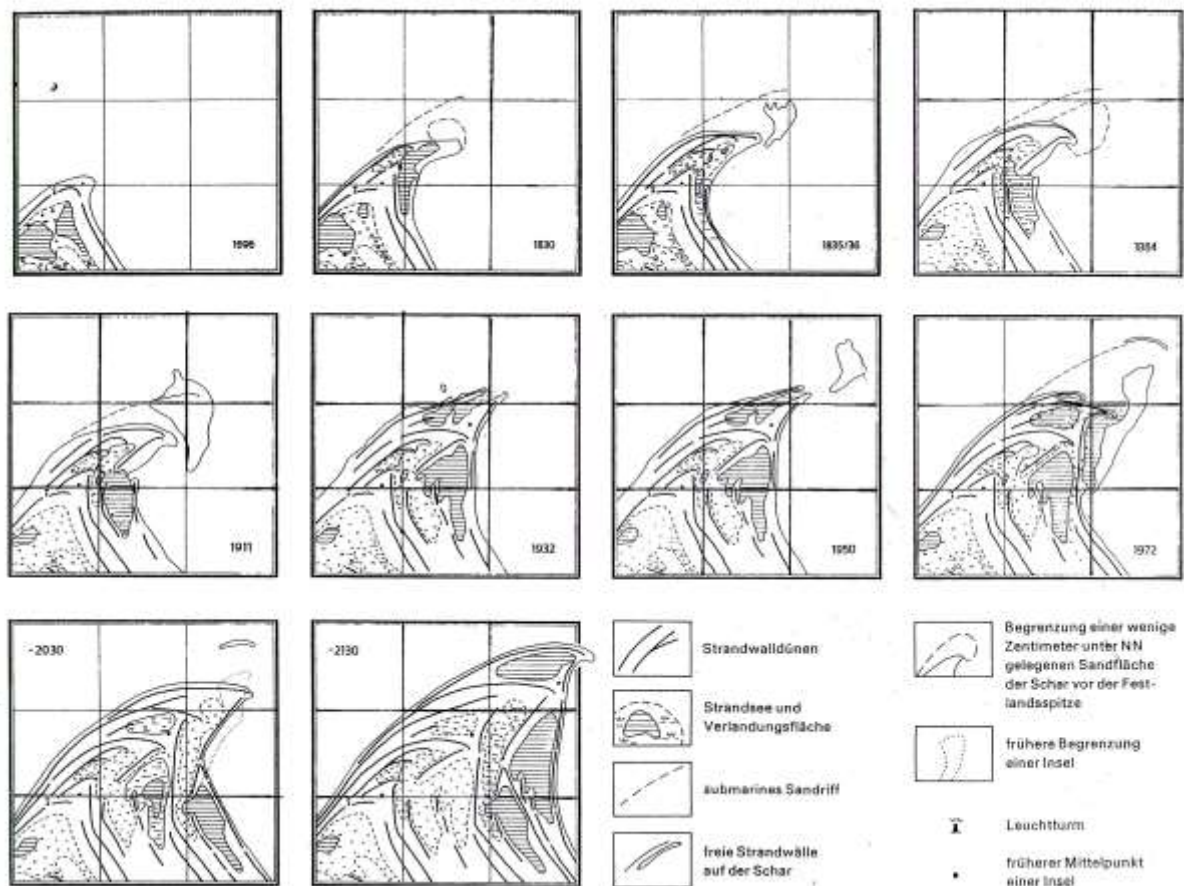 1696
1830
1835/36
1884
1911
1932
1950
1972
~2030
~2130
Strandwalldünen
Strandsee und
Verlandungsfläche
submarines Sandriff
freie Strandwälle
auf der Schar
Begrenzung einer wenige
Zentimeter unter NN
gelegenen Sandfläche
der Schar vor der Fest-
landsspitze
frühere Begrenzung
einer Insel
Leuchtturm
früherer Mittelpunkt
einer Insel